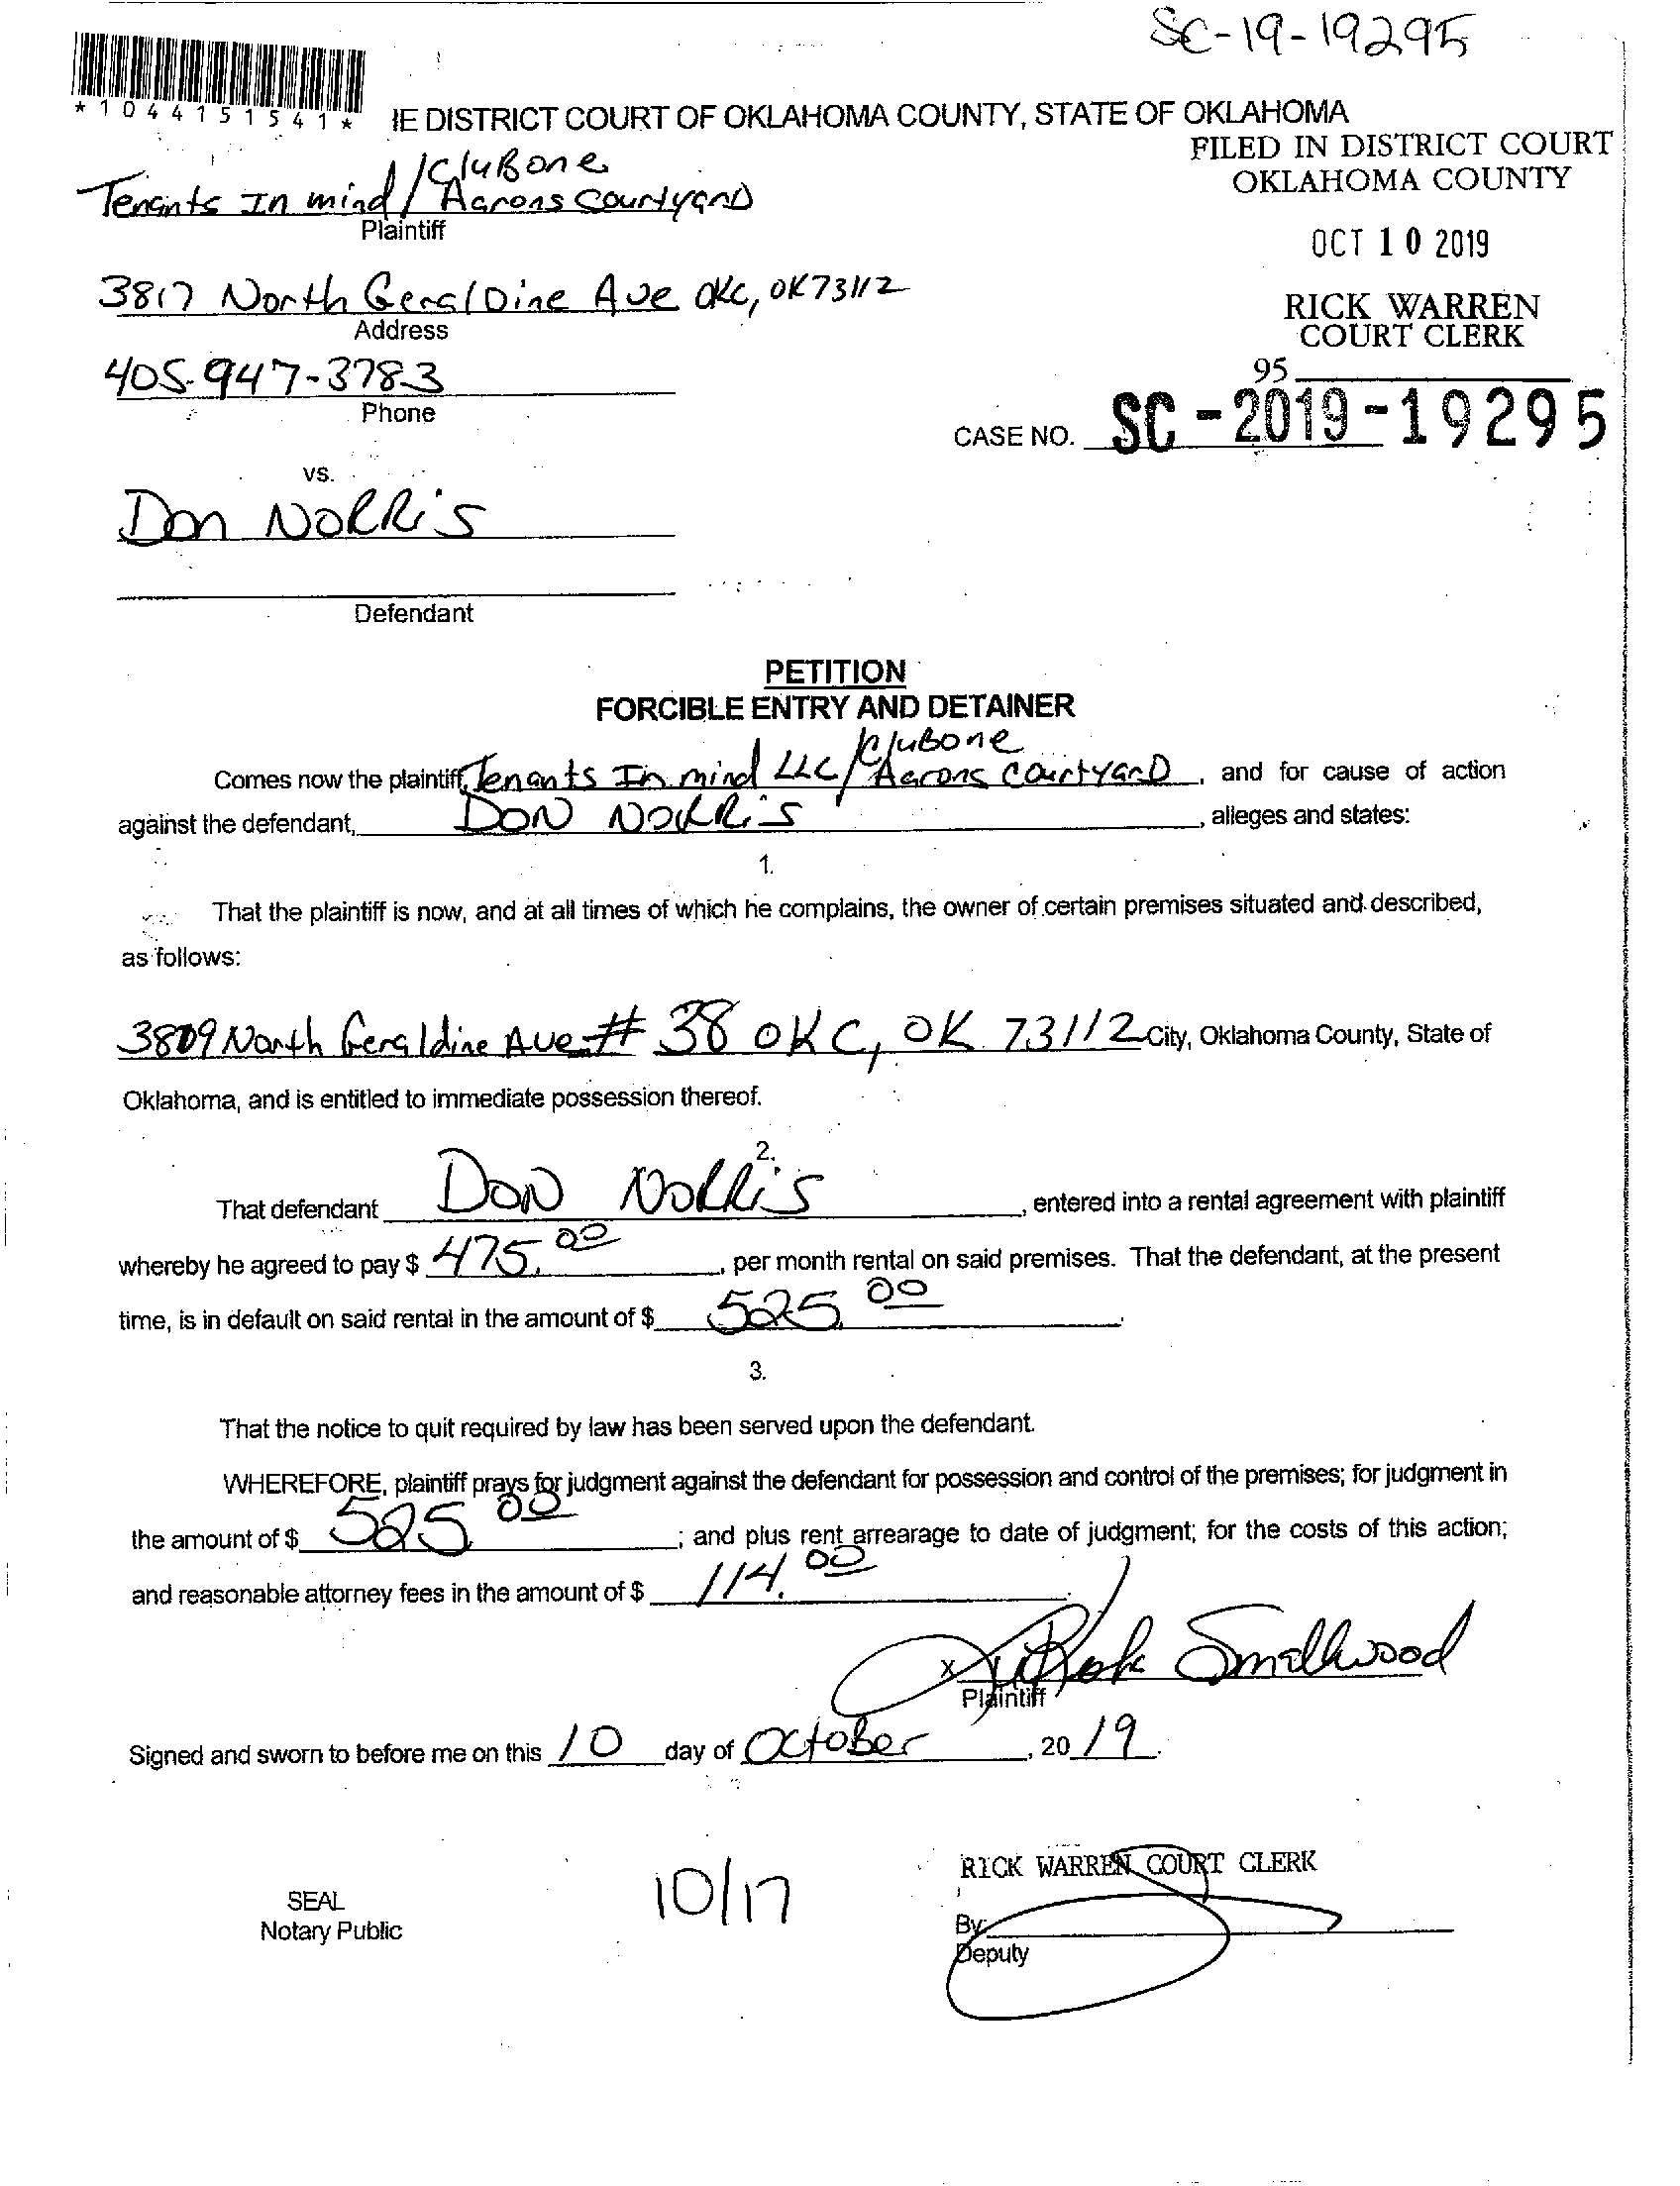 SC-19-19295
*1044151541*
IE DISTRICT COURT OF OKLAHOMA COUNTY, STATE OF OKLAHOMA
FILED IN DISTRICT COURT
OKLAHOMA COUNTY
OCT 10 2019
RICK WARREN
COURT CLERK
95
CluBone
Tenants In mind / Aarons CourtyarD
Plaintiff
3817 North GeralDine Ave OKC, OK 73112
Address
405-947-3783
Phone
CASE NO. SC-2019-19295
vs.
Don NoRRis
Defendant
PETITION
FORCIBLE ENTRY AND DETAINER
Clubone
Comes now the plaintiff, Tenants In mind LLC / Aarons CourtyarD, and for cause of action
against the defendant, DON NoRRis, alleges and states:
1.
That the plaintiff is now, and at all times of which he complains, the owner of certain premises situated and described,
as follows:
3809 North Geraldine Ave # 38 OKC, OK 73112 City, Oklahoma County, State of
Oklahoma, and is entitled to immediate possession thereof.
2.
That defendant DON NoRRis, entered into a rental agreement with plaintiff
whereby he agreed to pay $ 475.00, per month rental on said premises. That the defendant, at the present
time, is in default on said rental in the amount of $ 525.00.
3.
That the notice to quit required by law has been served upon the defendant.
WHEREFORE, plaintiff prays for judgment against the defendant for possession and control of the premises; for judgment in
the amount of $ 525.00; and plus rent arrearage to date of judgment; for the costs of this action;
and reasonable attorney fees in the amount of $ 114.00.
x Smallwood
Plaintiff
Signed and sworn to before me on this 10 day of OctoBer, 2019.
RICK WARREN COURT CLERK
SEAL
Notary Public
10/17
By:
Deputy